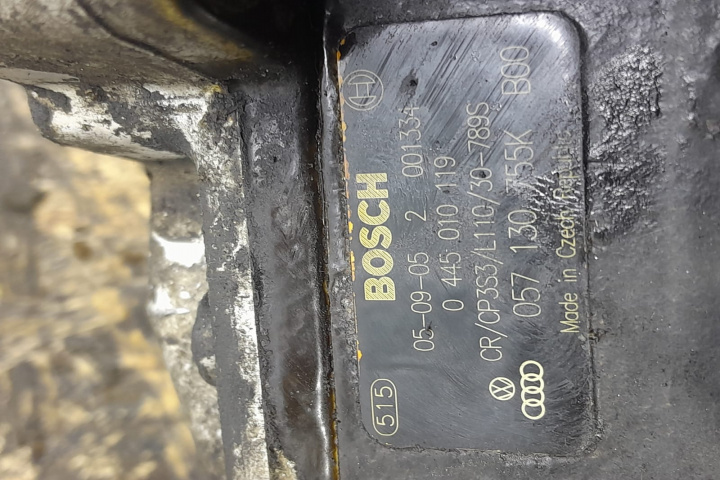 515 BOSCH
05-09-05 2 001334
0 445 010 119
CR/CP3S3/L110/30-789S
057 130 755K B00
Made in Czech Republic